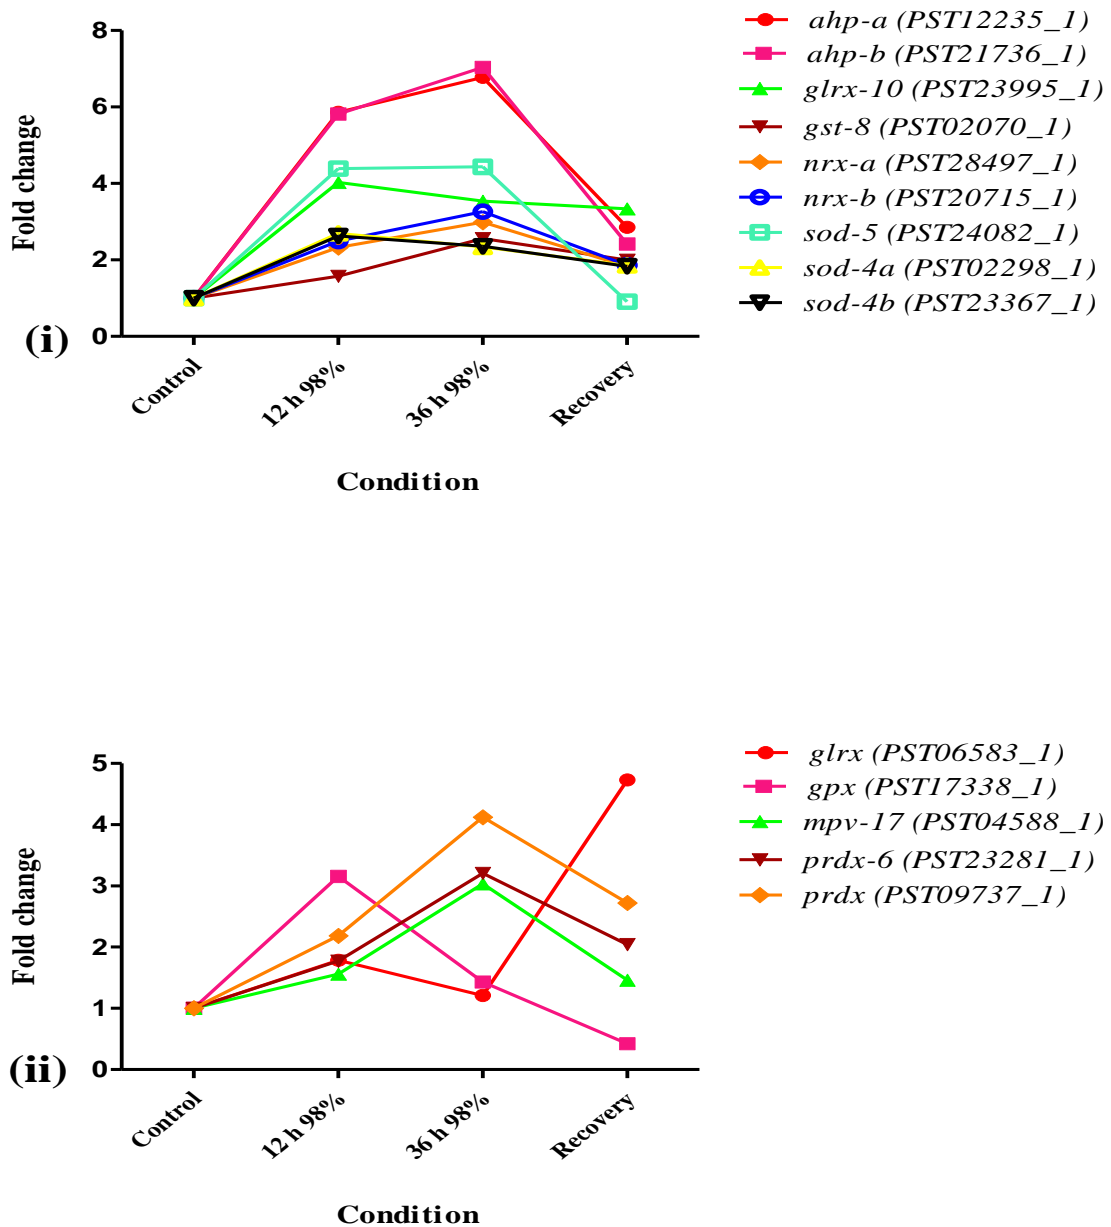 8
6
4
2
0
Fold change
(i)
Control
12 h 98%
36 h 98%
Recovery
Condition
ahp-a (PST12235_1)
ahp-b (PST21736_1)
glrx-10 (PST23995_1)
gst-8 (PST02070_1)
nrx-a (PST28497_1)
nrx-b (PST20715_1)
sod-5 (PST24082_1)
sod-4a (PST02298_1)
sod-4b (PST23367_1)
5
4
3
2
1
0
Fold change
(ii)
Control
12 h 98%
36 h 98%
Recovery
Condition
glrx (PST06583_1)
gpx (PST17338_1)
mpv-17 (PST04588_1)
prdx-6 (PST23281_1)
prdx (PST09737_1)